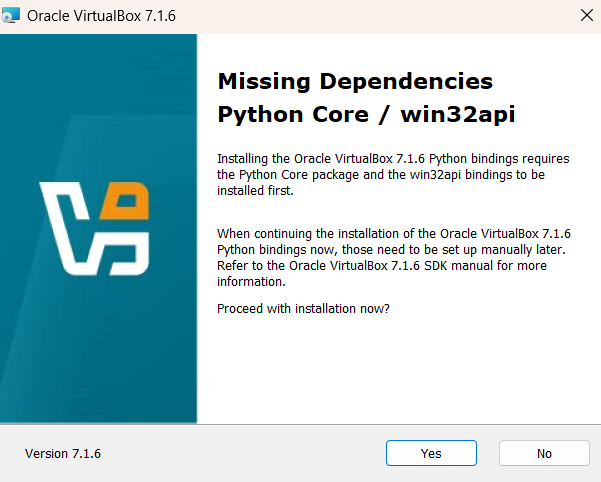 Oracle VirtualBox 7.1.6
Missing Dependencies
Python Core / win32api
Installing the Oracle VirtualBox 7.1.6 Python bindings requires
the Python Core package and the win32api bindings to be
installed first.
When continuing the installation of the Oracle VirtualBox 7.1.6
Python bindings now, those need to be set up manually later.
Refer to the Oracle VirtualBox 7.1.6 SDK manual for more
information.
Proceed with installation now?
Version 7.1.6
Yes
No